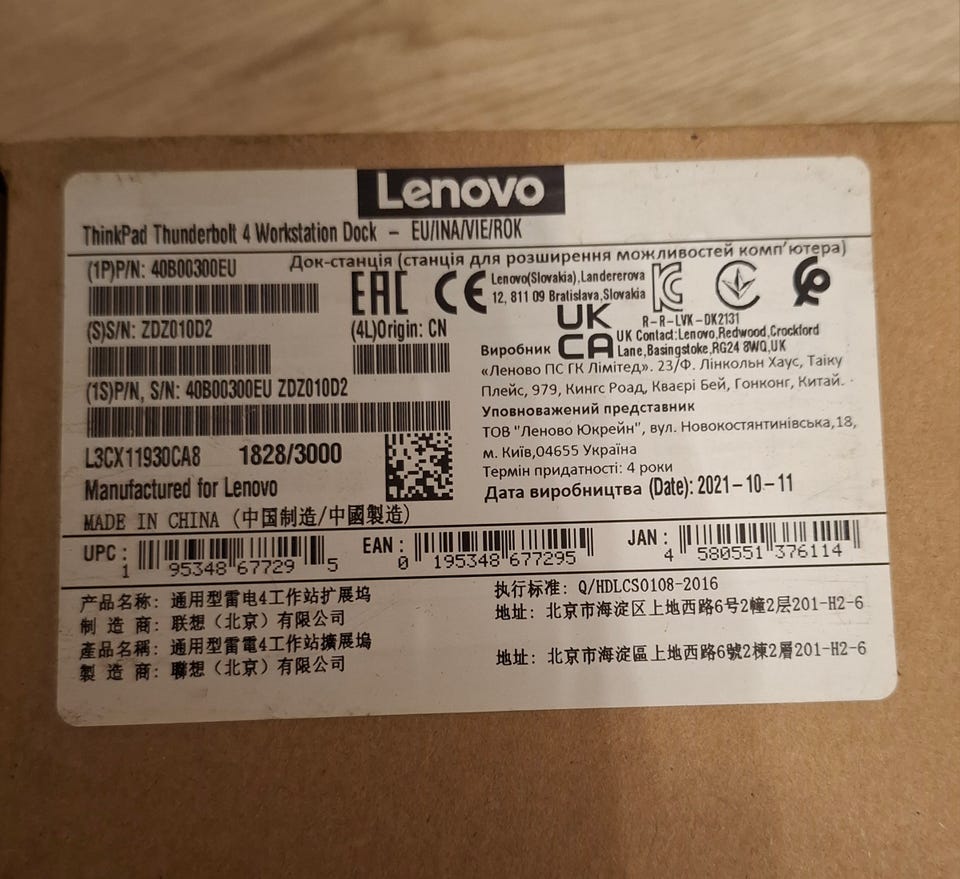 Lenovo
ThinkPad Thunderbolt 4 Workstation Dock – EU/INA/VIE/ROK
Док-станція (станція для розширення можливостей комп'ютера)
(1P)P/N: 40B00300EU
EAC CE
Lenovo(Slovakia),Landererova
12, 811 09 Bratislava,Slovakia
R-R-LVK-DK2131
(S)S/N: ZDZ010D2
(4L)Origin: CN
UK
CA
UK Contact:Lenovo,Redwood,Crockford
Lane,Basingstoke,RG24 8WQ,UK
Виробник
«Леново ПС ГК Лімітед». 23/Ф. Лінкольн Хаус, Таіку
Плейс, 979, Кингс Роад, Кваєрі Бей, Гонконг, Китай.
(1S)P/N, S/N: 40B00300EU ZDZ010D2
Уповноважений представник
ТОВ "Леново Юкрейн", вул. Новокостянтинівська,18,
м. Київ,04655 Україна
Термін придатності: 4 роки
Дата виробництва (Date): 2021-10-11
L3CX11930CA8 1828/3000
Manufactured for Lenovo
MADE IN CHINA (中国制造/中國製造)
UPC: 1 95348 67729 5
EAN: 0 195348 677295
JAN: 4 580551 376114
产品名称: 通用型雷电4工作站扩展坞
制 造 商: 联想（北京）有限公司
產品名稱: 通用型雷電4工作站擴展塢
製 造 商: 聯想（北京）有限公司
执行标准: Q/HDLCS0108-2016
地址: 北京市海淀区上地西路6号2幢2层201-H2-6
地址: 北京市海淀區上地西路6號2棟2層201-H2-6